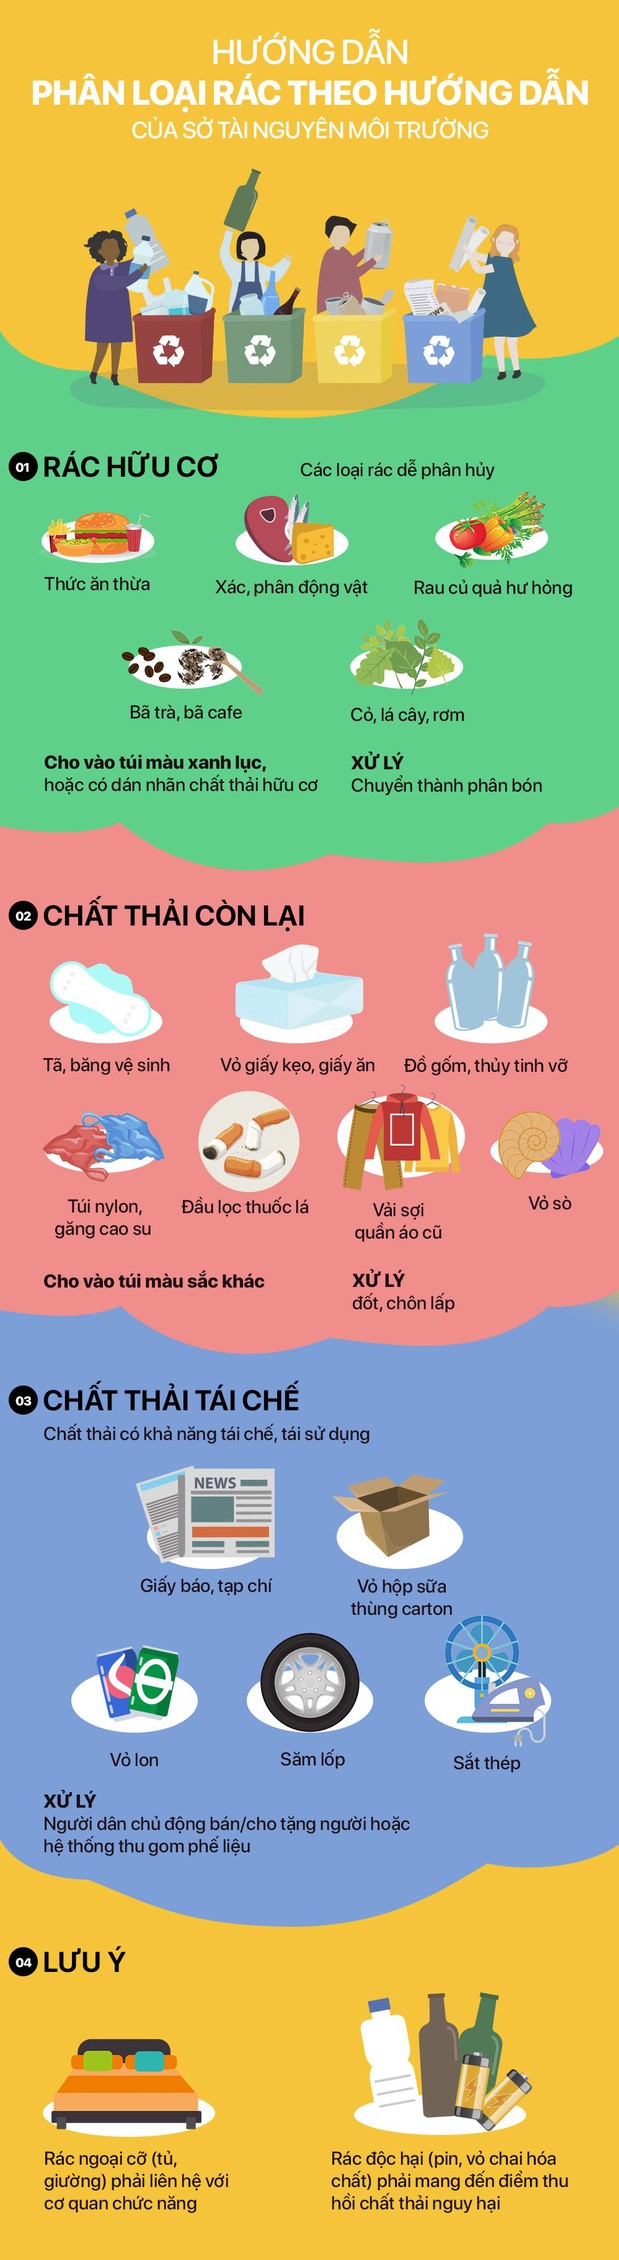 HƯỚNG DẪN
PHÂN LOẠI RÁC THEO HƯỚNG DẪN
CỦA SỞ TÀI NGUYÊN MÔI TRƯỜNG
NEWS
01 RÁC HỮU CƠ
Các loại rác dễ phân hủy
Thức ăn thừa
Xác, phân động vật
Rau củ quả hư hỏng
Bã trà, bã cafe
Cỏ, lá cây, rơm
Cho vào túi màu xanh lục,
hoặc có dán nhãn chất thải hữu cơ
XỬ LÝ
Chuyển thành phân bón
02 CHẤT THẢI CÒN LẠI
Tã, băng vệ sinh
Vỏ giấy kẹo, giấy ăn
Đồ gốm, thủy tinh vỡ
Túi nylon,
găng cao su
Đầu lọc thuốc lá
Vải sợi
quần áo cũ
Vỏ sò
Cho vào túi màu sắc khác
XỬ LÝ
đốt, chôn lấp
03 CHẤT THẢI TÁI CHẾ
Chất thải có khả năng tái chế, tái sử dụng
NEWS
Giấy báo, tạp chí
Vỏ hộp sữa
thùng carton
Vỏ lon
Săm lốp
Sắt thép
XỬ LÝ
Người dân chủ động bán/cho tặng người hoặc
hệ thống thu gom phế liệu
04 LƯU Ý
Rác ngoại cỡ (tủ,
giường) phải liên hệ với
cơ quan chức năng
Rác độc hại (pin, vỏ chai hóa
chất) phải mang đến điểm thu
hồi chất thải nguy hại